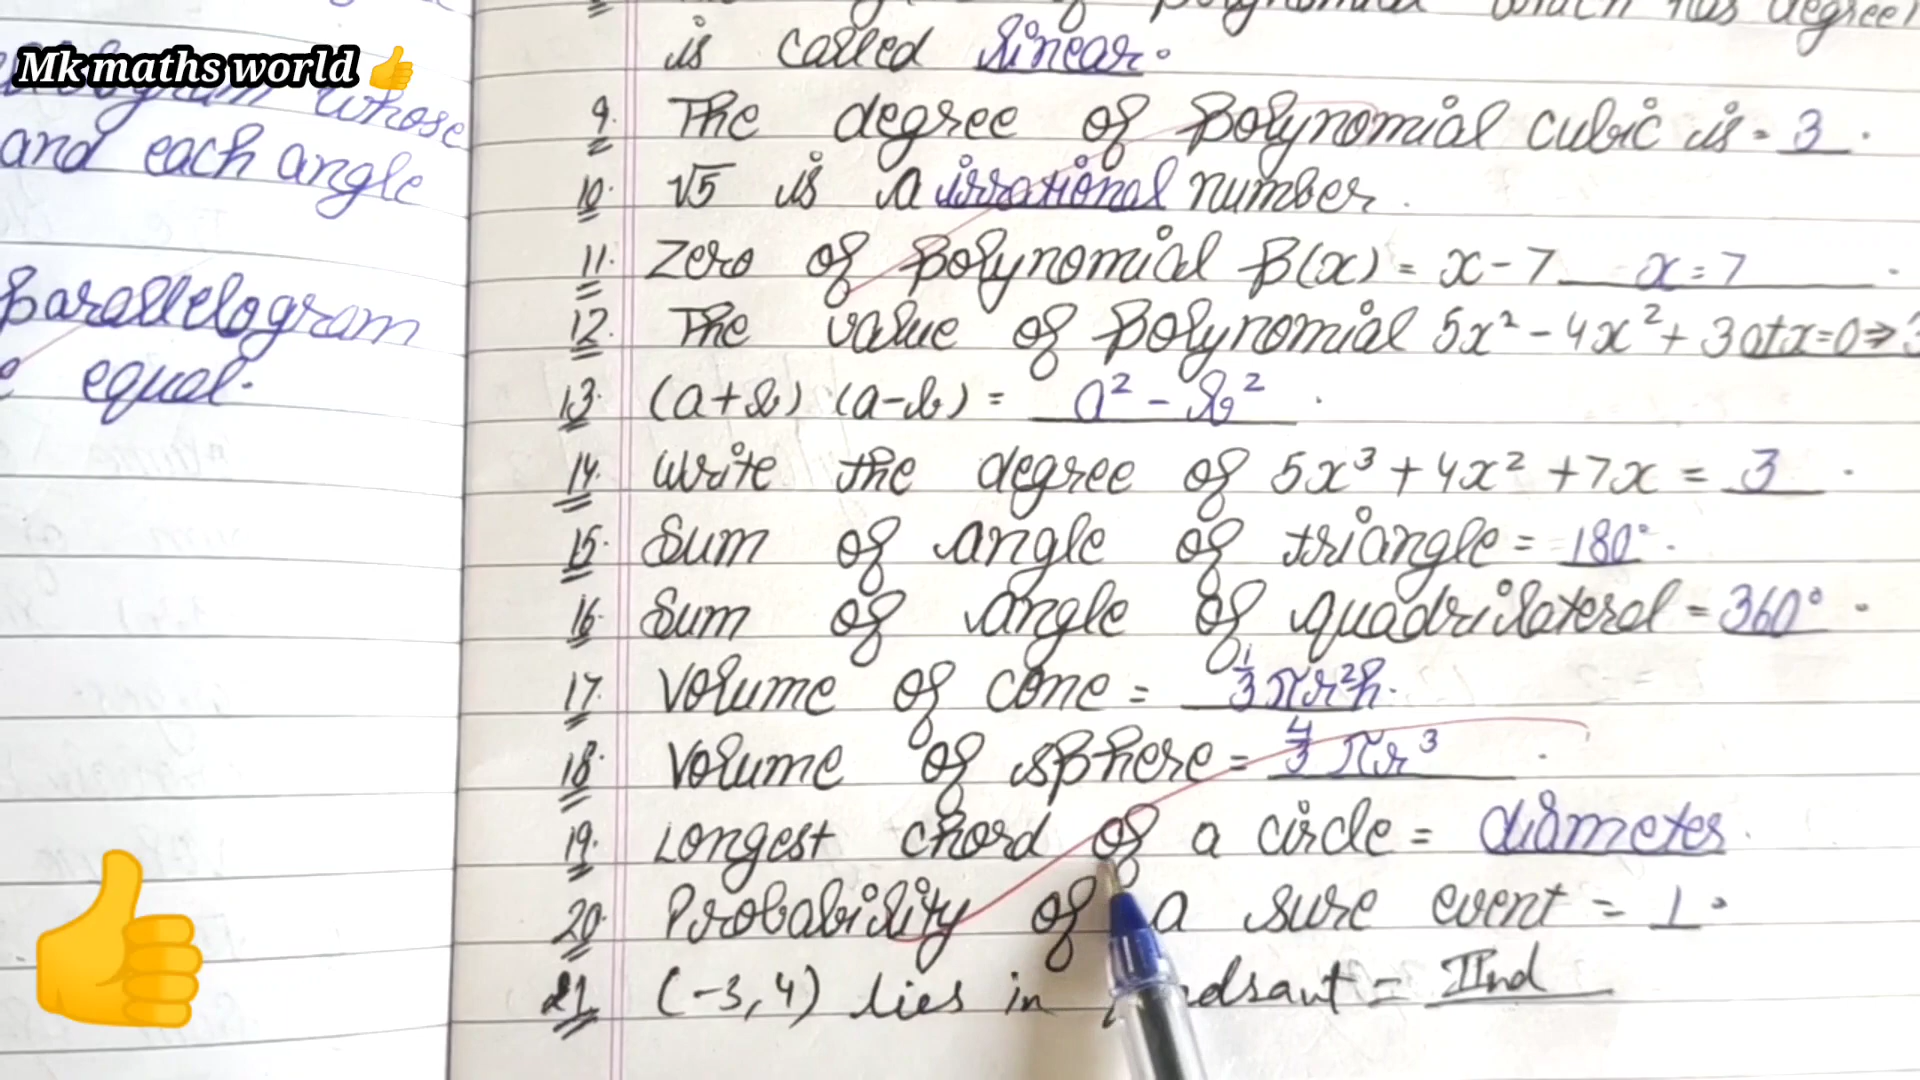 Mk maths world
whose
and each angle
Parallelogram
equal.
is called linear.
9. The degree of polynomial cubic is = 3.
10. √5 is a irrational number.
11. Zero of polynomial P(x) = x - 7 x = 7.
12. The value of polynomial 5x² - 4x² + 3 at x=0 ⇒ 3
13. (a+b) (a-b) = a² - b².
14. Write the degree of 5x³ + 4x² + 7x = 3.
15. Sum of angle of triangle = 180°.
16. Sum of angle of quadrilateral = 360°.
17. Volume of cone = 1/3 πr²h.
18. Volume of sphere = 4/3 πr³.
19. Longest chord of a circle = diameter.
20. Probability of a sure event = 1.
21. (-3, 4) lies in = IInd